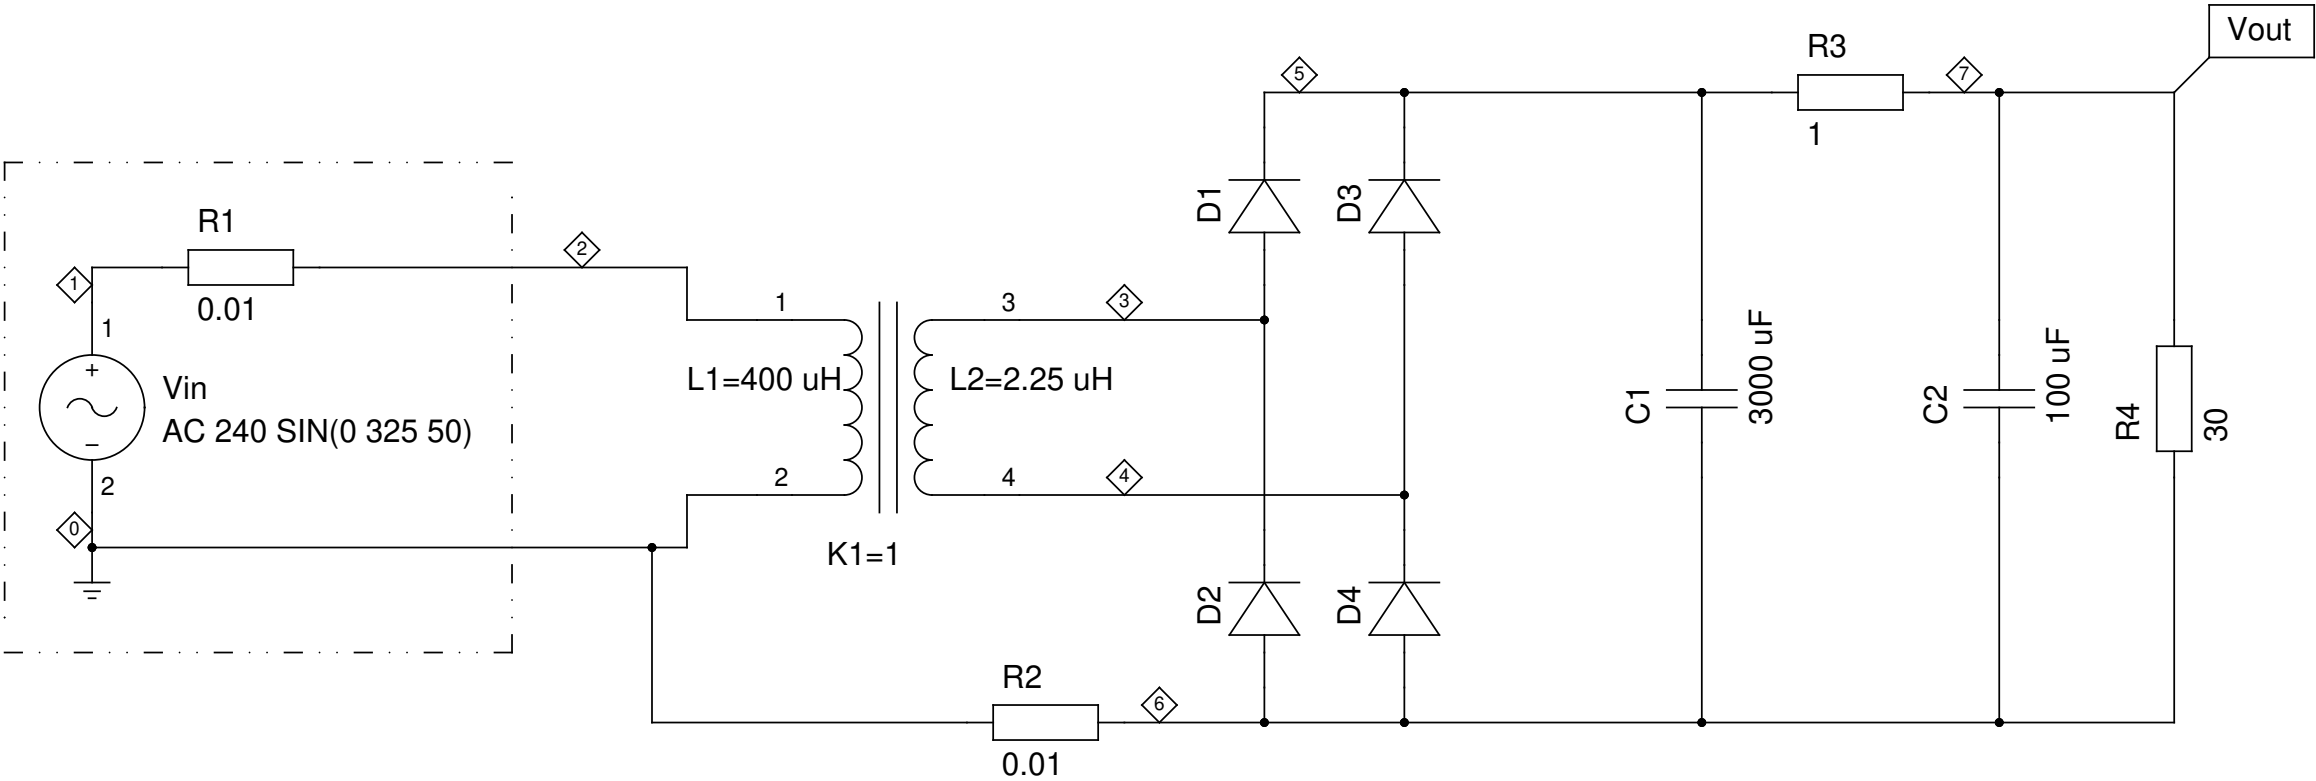 Vout
R3
5
7
1
R1
2
0.01
1
1
Vin
AC 240 SIN(0 325 50)
2
0
1
L1=400 uH
2
K1=1
3
3
L2=2.25 uH
4
4
D1
D3
D2
D4
C1
3000 uF
C2
100 uF
R4
30
R2
6
0.01